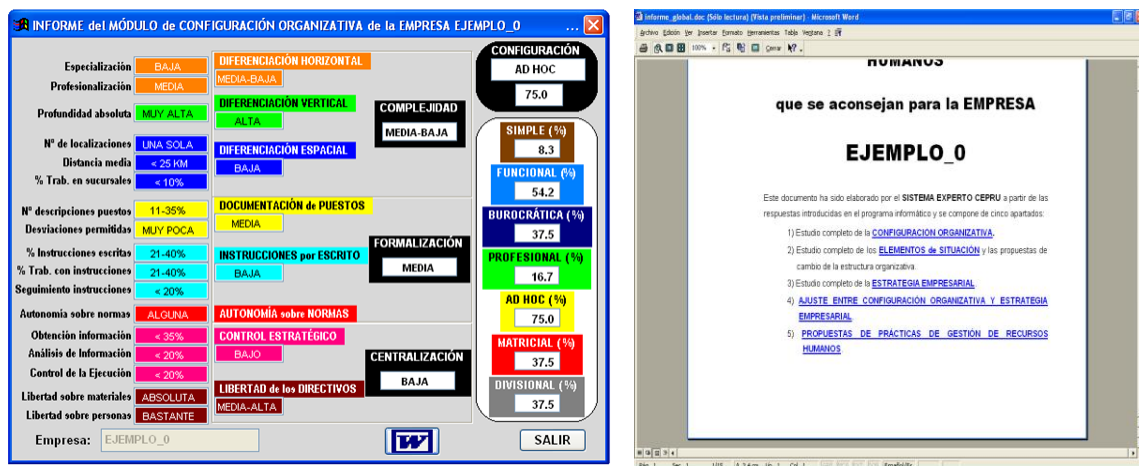 INFORME del MÓDULO de CONFIGURACIÓN ORGANIZATIVA de la EMPRESA EJEMPLO_0 ...
Especialización BAJA
Profesionalización MEDIA
Profundidad absoluta MUY ALTA
Nº de localizaciones UNA SOLA
Distancia media < 25 KM
% Trab. en sucursales < 10%
Nº descripciones puestos 11-35%
Desviaciones permitidas MUY POCA
% Instrucciones escritas 21-40%
% Trab. con instrucciones 21-40%
Seguimiento instrucciones < 20%
Autonomía sobre normas ALGUNA
Obtención información < 35%
Análisis de Información < 20%
Control de la Ejecución < 20%
Libertad sobre materiales ABSOLUTA
Libertad sobre personas BASTANTE
DIFERENCIACIÓN HORIZONTAL
MEDIA-BAJA
DIFERENCIACIÓN VERTICAL
ALTA
DIFERENCIACIÓN ESPACIAL
BAJA
DOCUMENTACIÓN de PUESTOS
MEDIA
INSTRUCCIONES por ESCRITO
BAJA
AUTONOMÍA sobre NORMAS
CONTROL ESTRATÉGICO
BAJO
LIBERTAD de los DIRECTIVOS
MEDIA-ALTA
COMPLEJIDAD
MEDIA-BAJA
FORMALIZACIÓN
MEDIA
CENTRALIZACIÓN
BAJA
CONFIGURACIÓN
AD HOC
75.0
SIMPLE (%)
8.3
FUNCIONAL (%)
54.2
BUROCRÁTICA (%)
37.5
PROFESIONAL (%)
16.7
AD HOC (%)
75.0
MATRICIAL (%)
37.5
DIVISIONAL (%)
37.5
Empresa: EJEMPLO_0
W
SALIR
informe_global.doc (Sólo lectura) (Vista preliminar) - Microsoft Word
Archivo Edición Ver Insertar Formato Herramientas Tabla Ventana ?
100% Cerrar
HUMANOS
que se aconsejan para la EMPRESA
EJEMPLO_0
Este documento ha sido elaborado por el SISTEMA EXPERTO CEPRU a partir de las
respuestas introducidas en el programa informático y se compone de cinco apartados:
1) Estudio completo de la CONFIGURACION ORGANIZATIVA.
2) Estudio completo de los ELEMENTOS de SITUACIÓN y las propuestas de
cambio de la estructura organizativa.
3) Estudio completo de la ESTRATEGIA EMPRESARIAL.
4) AJUSTE ENTRE CONFIGURACIÓN ORGANIZATIVA Y ESTRATEGIA
EMPRESARIAL.
5) PROPUESTAS DE PRÁCTICAS DE GESTIÓN DE RECURSOS
HUMANOS.